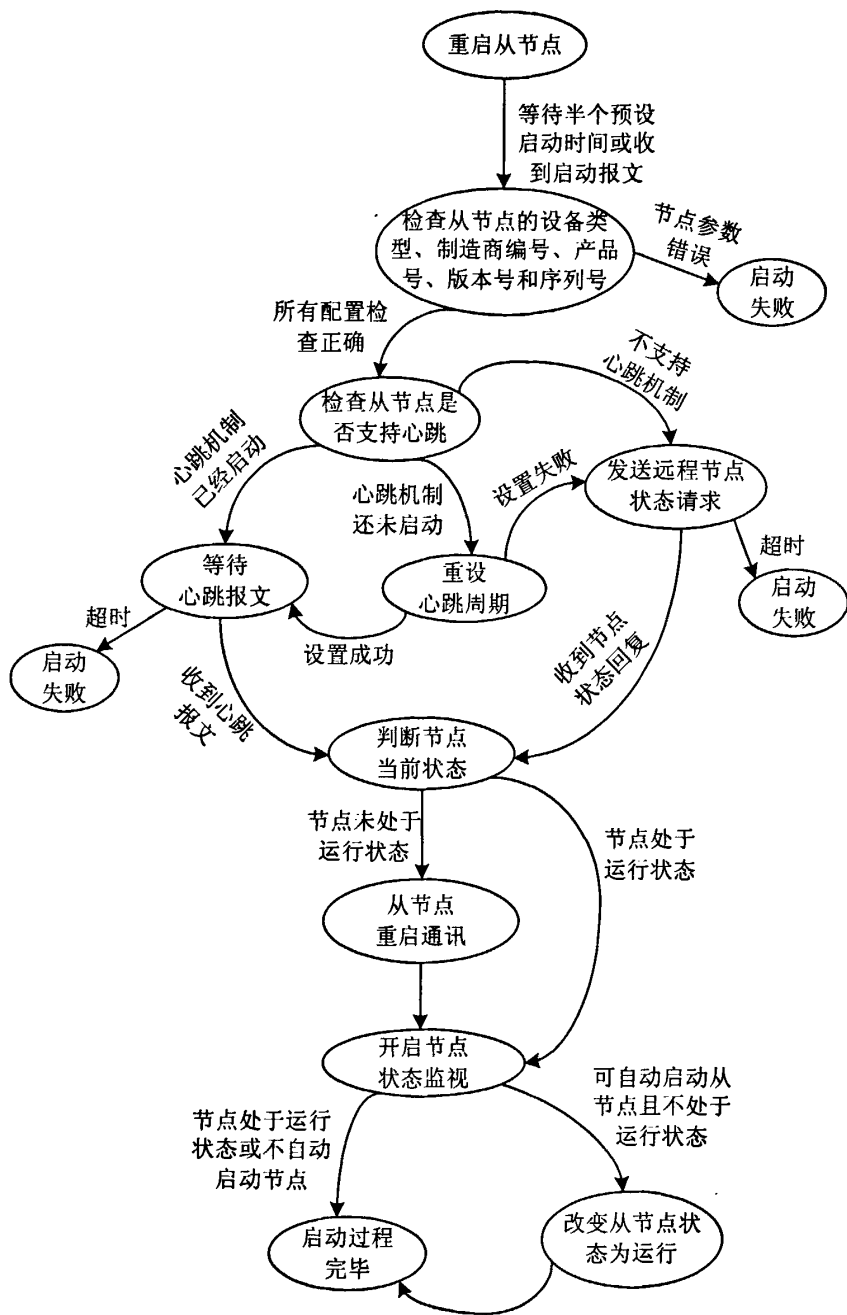 重启从节点
等待半个预设
启动时间或收
到启动报文
检查从节点的设备类
型、制造商编号、产品
号、版本号和序列号
节点参数
错误
启动
失败
所有配置检
查正确
不支持
心跳机制
检查从节点是
否支持心跳
心跳机制
已经启动
心跳机制
还未启动
设置失败
发送远程节点
状态请求
等待
心跳报文
重设
心跳周期
超时
启动
失败
超时
启动
失败
设置成功
收到心跳
报文
收到节点
状态回复
判断节点
当前状态
节点未处于
运行状态
节点处于
运行状态
从节点
重启通讯
开启节点
状态监视
节点处于运行
状态或不自动
启动节点
可自动启动从
节点且不处于
运行状态
启动过程
完毕
改变从节点状
态为运行